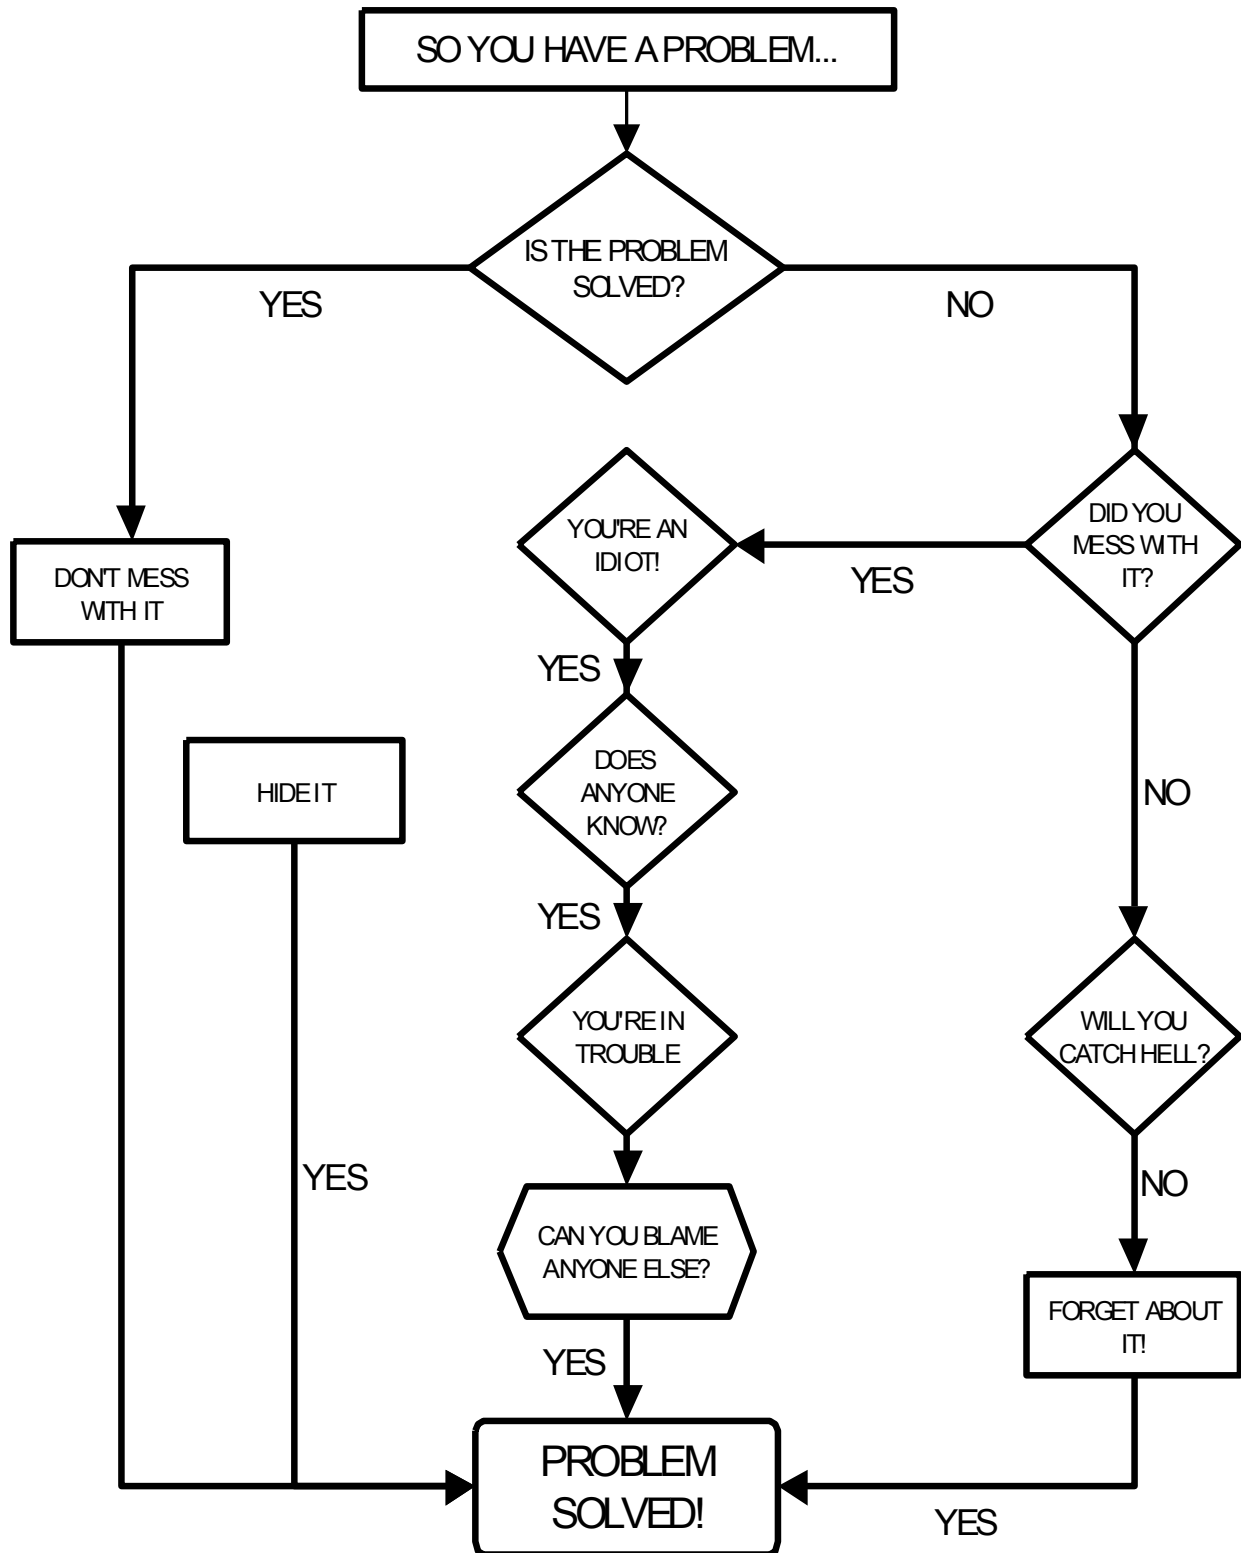 SO YOU HAVE A PROBLEM...
IS THE PROBLEM
SOLVED?
YES
NO
DON'T MESS
WITH IT
YOU'RE AN
IDIOT!
YES
DID YOU
MESS WITH
IT?
YES
HIDE IT
DOES
ANYONE
KNOW?
NO
YES
YOU'RE IN
TROUBLE
WILL YOU
CATCH HELL?
YES
NO
CAN YOU BLAME
ANYONE ELSE?
FORGET ABOUT
IT!
YES
PROBLEM
SOLVED!
YES